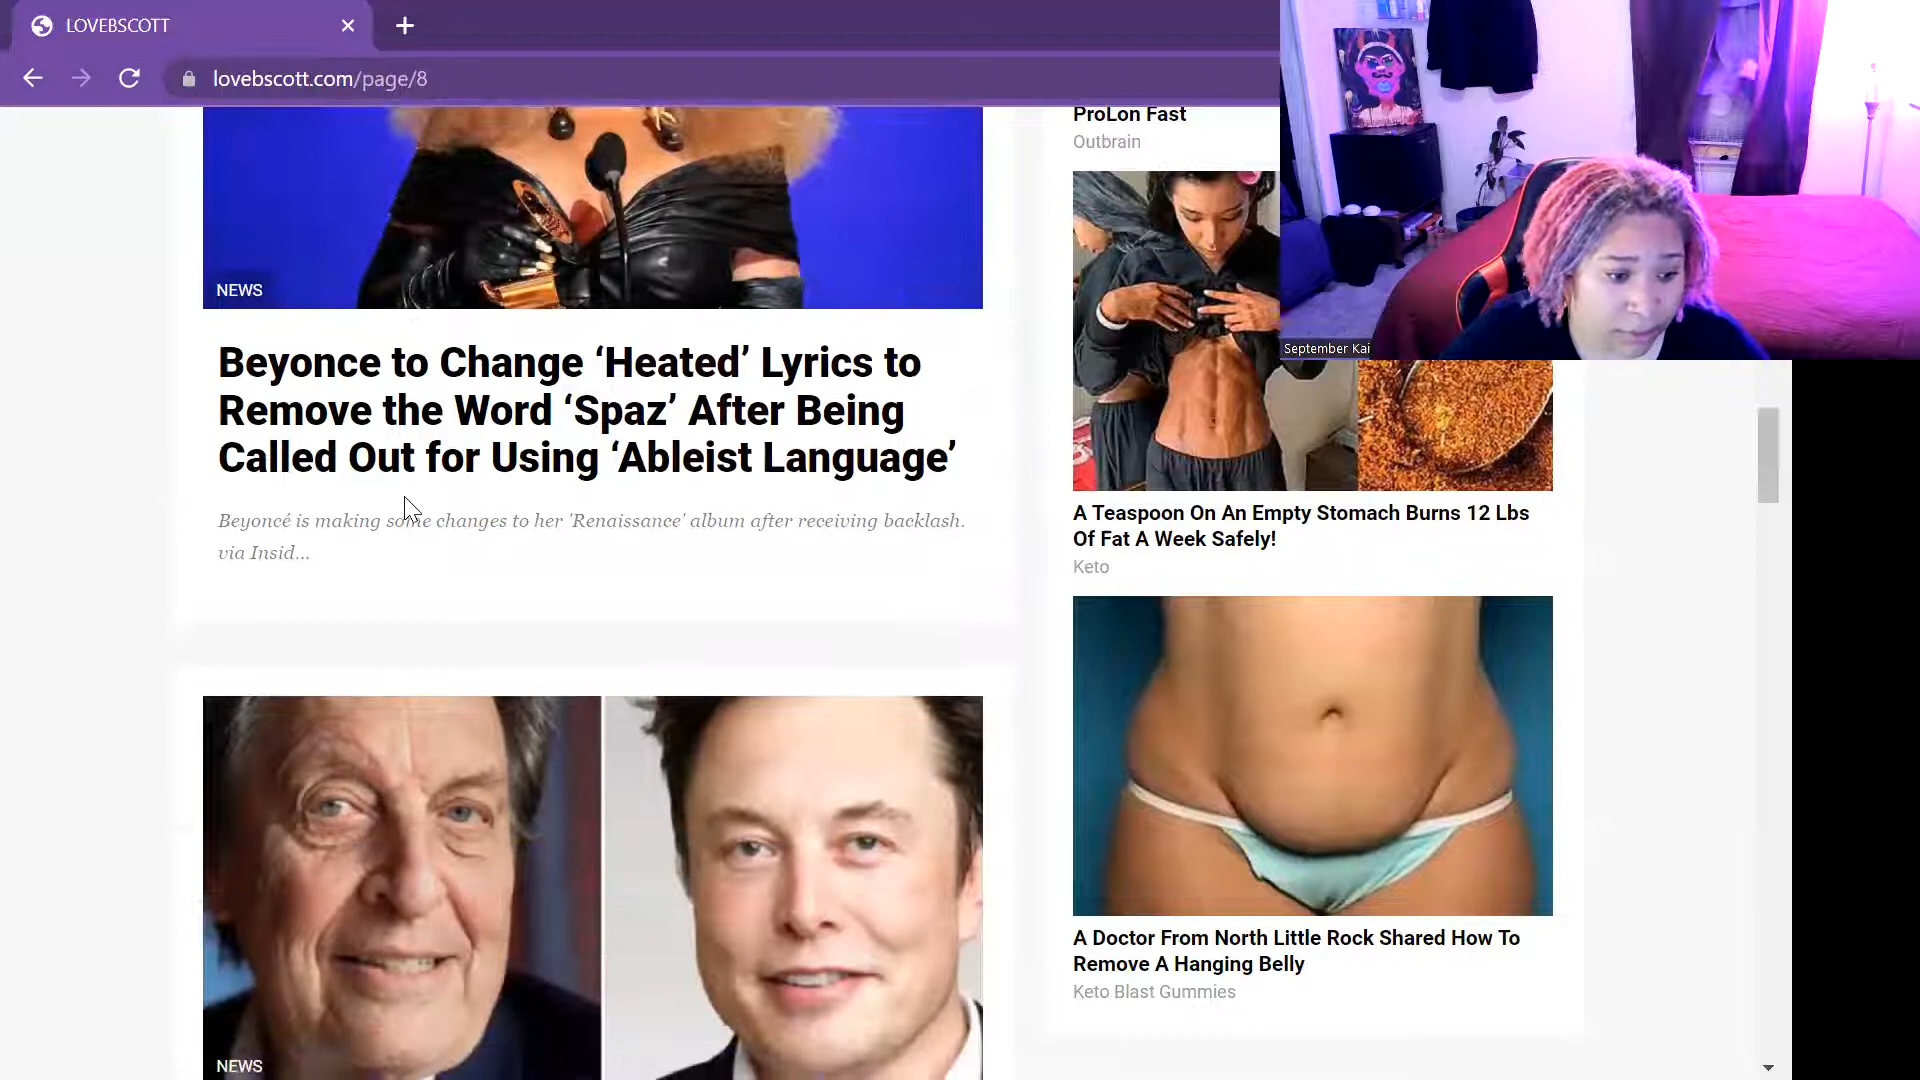 LOVEBSCOTT
lovebscott.com/page/8
NEWS
Beyonce to Change ‘Heated’ Lyrics to
Remove the Word ‘Spaz’ After Being
Called Out for Using ‘Ableist Language’
Beyoncé is making some changes to her 'Renaissance' album after receiving backlash.
via Insid...
NEWS
ProLon Fast
Outbrain
A Teaspoon On An Empty Stomach Burns 12 Lbs
Of Fat A Week Safely!
Keto
A Doctor From North Little Rock Shared How To
Remove A Hanging Belly
Keto Blast Gummies
September Kai